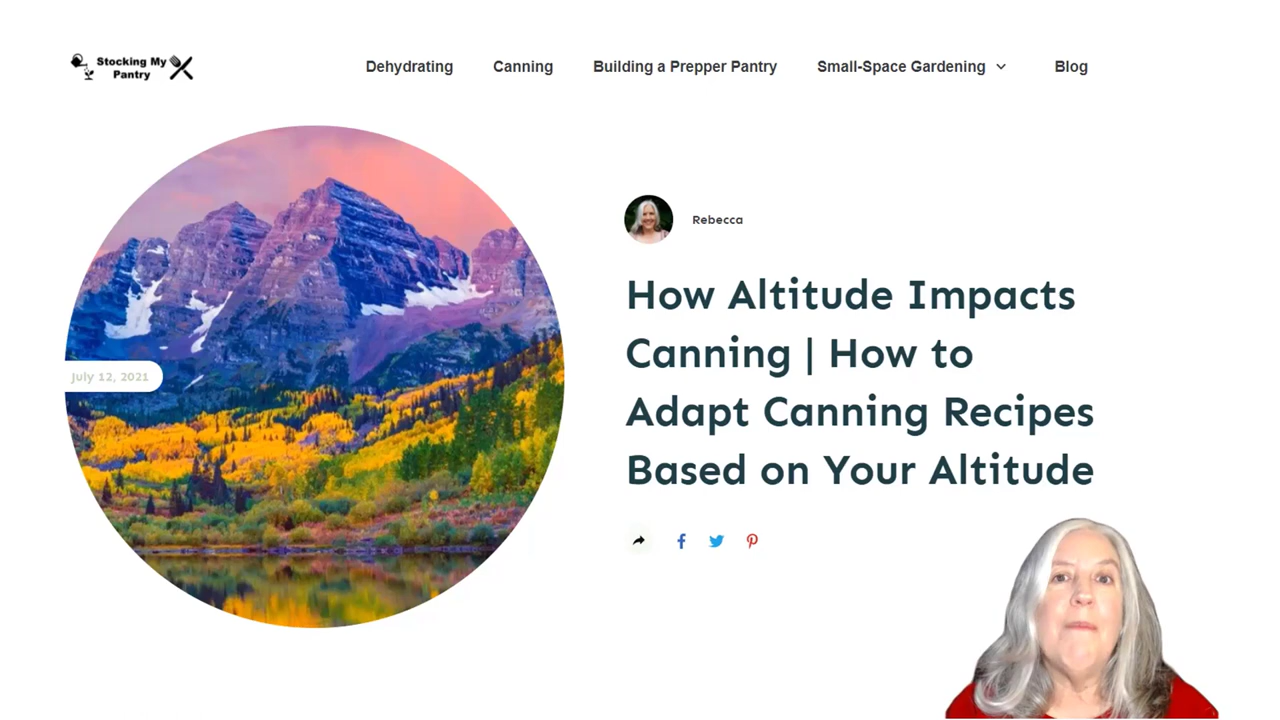 Stocking My
Pantry
Dehydrating
Canning
Building a Prepper Pantry
Small-Space Gardening
Blog
July 12, 2021
Rebecca
How Altitude Impacts
Canning | How to
Adapt Canning Recipes
Based on Your Altitude